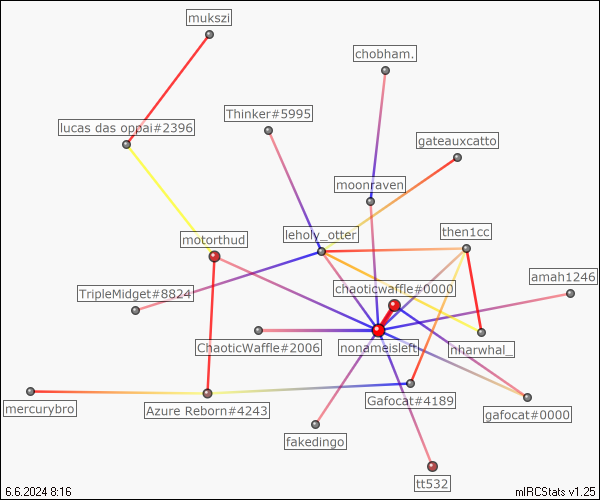 mukszi
chobham.
Thinker#5995
lucas das oppai#2396
gateauxcatto
moonraven
leholy_otter
then1cc
motorthud
amah1246
chaoticwaffle#0000
TripleMidget#8824
ChaoticWaffle#2006
nonameisleft
nharwhal_
Gafocat#4189
mercurybro
Azure Reborn#4243
gafocat#0000
fakedingo
tt532
6.6.2024 8:16
mIRCStats v1.25